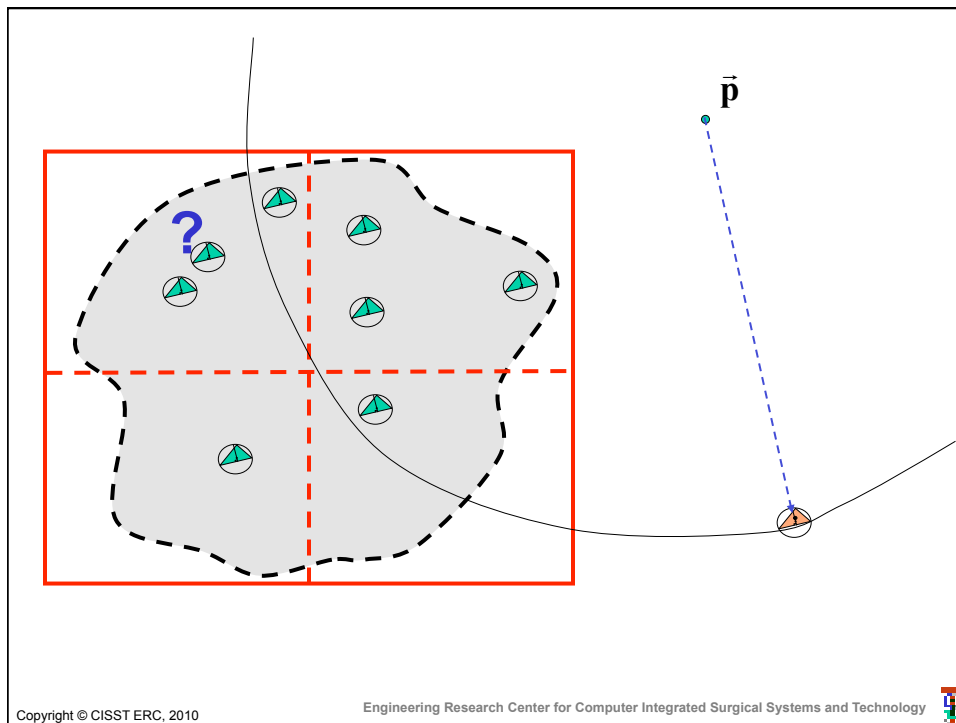 p
?
Engineering Research Center for Computer Integrated Surgical Systems and Technology
Copyright © CISST ERC, 2010